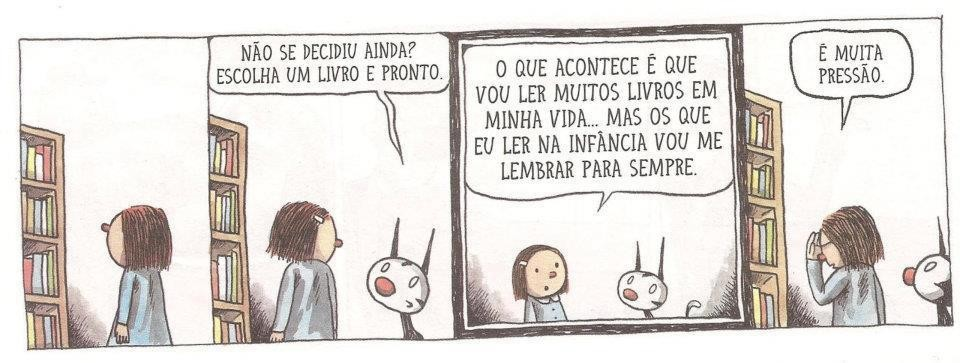 NÃO SE DECIDIU AINDA?
ESCOLHA UM LIVRO E PRONTO.
O QUE ACONTECE É QUE
VOU LER MUITOS LIVROS EM
MINHA VIDA... MAS OS QUE
EU LER NA INFÂNCIA VOU ME
LEMBRAR PARA SEMPRE.
É MUITA
PRESSÃO.